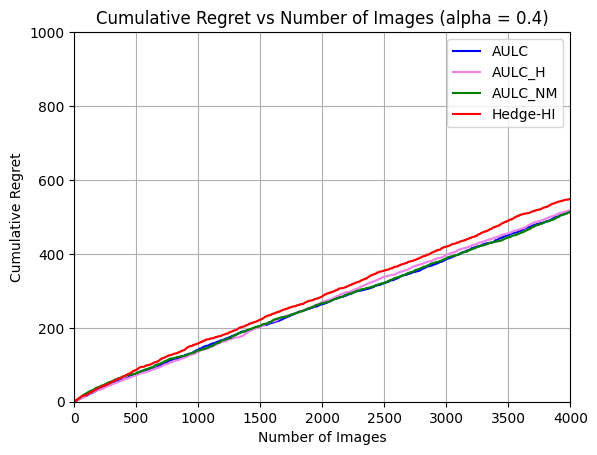 Cumulative Regret vs Number of Images (alpha = 0.4)
1000
800
600
400
200
0
Cumulative Regret
AULC
AULC_H
AULC_NM
Hedge-HI
0 500 1000 1500 2000 2500 3000 3500 4000
Number of Images